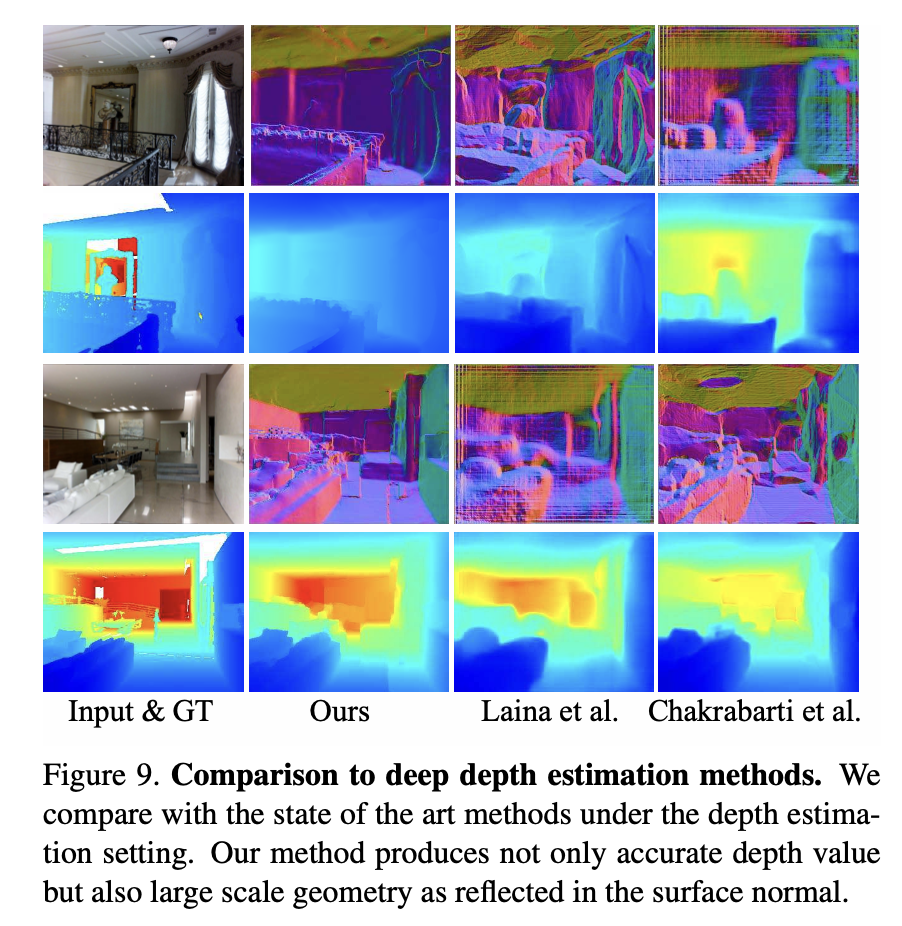 Input & GT Ours Laina et al. Chakrabarti et al.
Figure 9. Comparison to deep depth estimation methods. We
compare with the state of the art methods under the depth estima-
tion setting. Our method produces not only accurate depth value
but also large scale geometry as reflected in the surface normal.